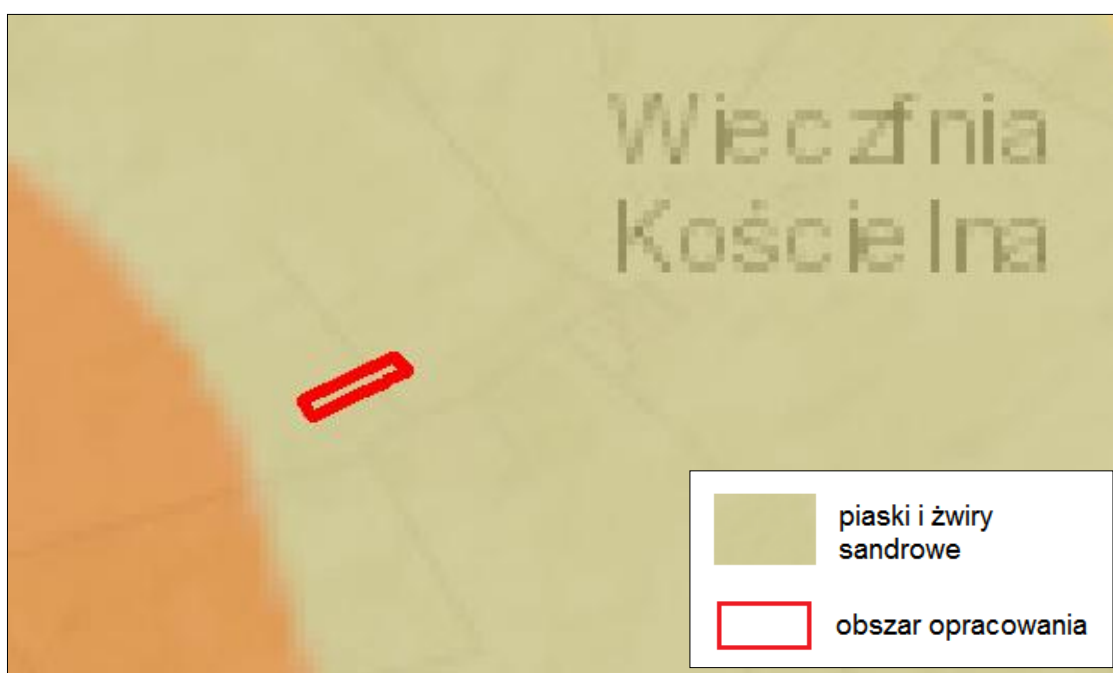 Wieczfnia
Kościelna
piaski i żwiry
sandrowe
obszar opracowania